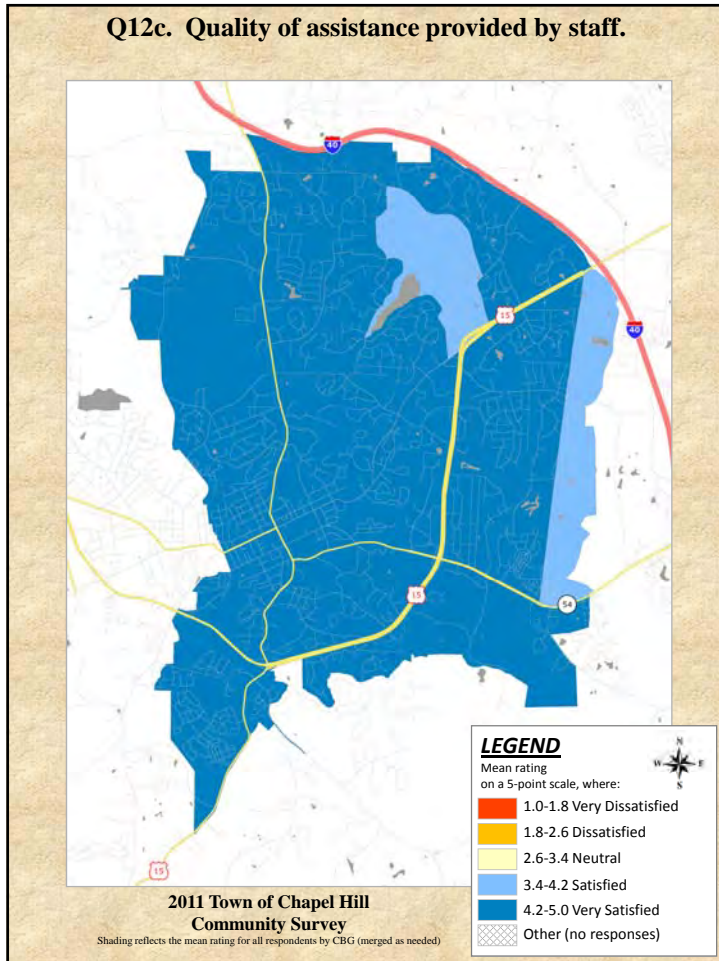 Q12c. Quality of assistance provided by staff.
40
15
40
15
54
15
LEGEND
Mean rating
on a 5-point scale, where:
N
W E
S
1.0-1.8 Very Dissatisfied
1.8-2.6 Dissatisfied
2.6-3.4 Neutral
3.4-4.2 Satisfied
4.2-5.0 Very Satisfied
Other (no responses)
2011 Town of Chapel Hill
Community Survey
Shading reflects the mean rating for all respondents by CBG (merged as needed)